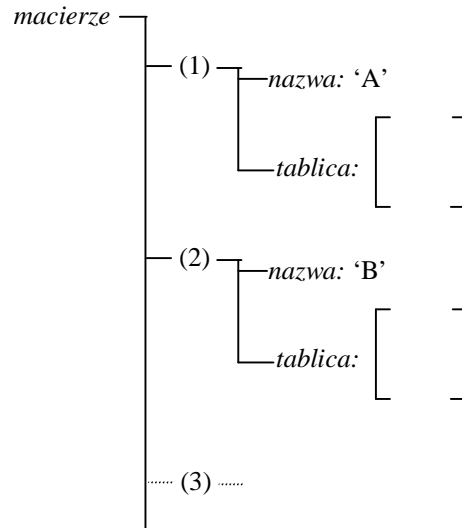 macierze
(1)
nazwa: ‘A’
tablica:
(2)
nazwa: ‘B’
tablica:
(3)